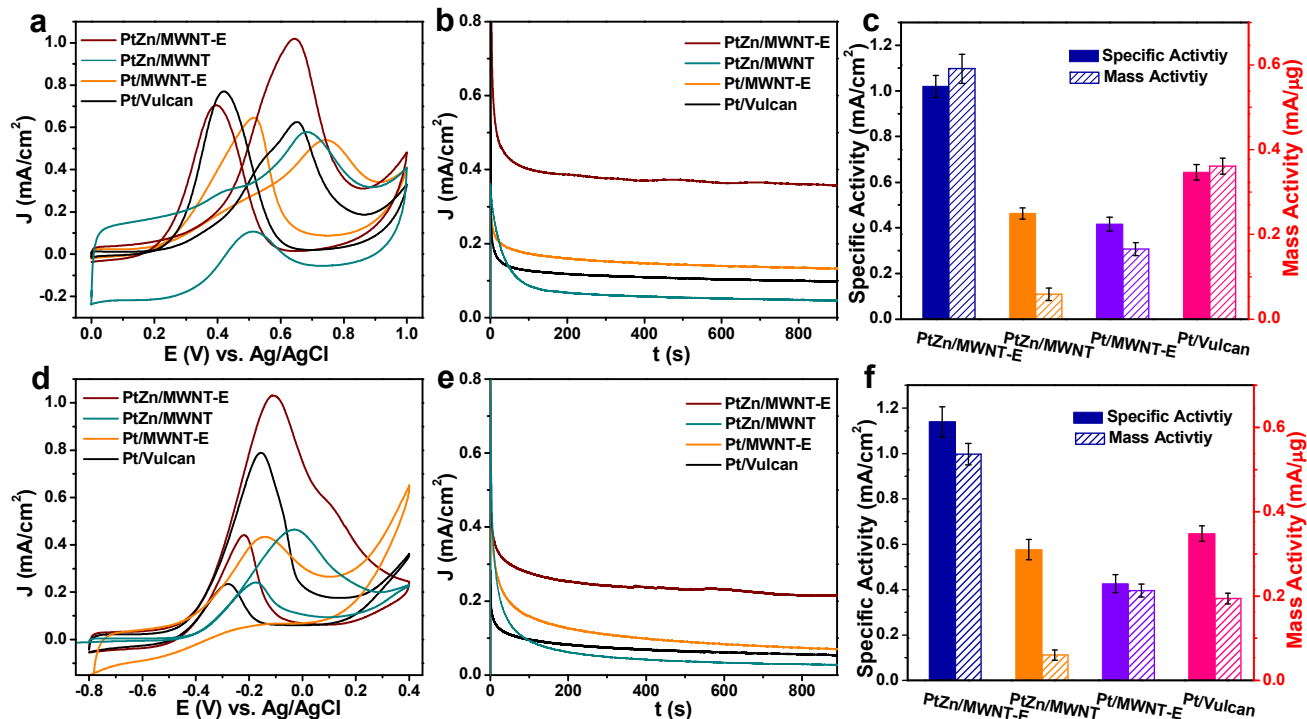 a
PtZn/MWNT-E
PtZn/MWNT
Pt/MWNT-E
Pt/Vulcan
J (mA/cm²)
1.0
0.8
0.6
0.4
0.2
0.0
-0.2
0.0 0.2 0.4 0.6 0.8 1.0
E (V) vs. Ag/AgCl
b
PtZn/MWNT-E
PtZn/MWNT
Pt/MWNT-E
Pt/Vulcan
J (mA/cm²)
0.8
0.6
0.4
0.2
0.0
0 200 400 600 800
t (s)
c
Specific Activtiy
Mass Activtiy
Specific Activity (mA/cm²)
1.2
1.0
0.8
0.6
0.4
0.2
0.0
Mass Activity (mA/μg)
0.6
0.4
0.2
0.0
PtZn/MWNT-E PtZn/MWNT Pt/MWNT-E Pt/Vulcan
d
PtZn/MWNT-E
PtZn/MWNT
Pt/MWNT-E
Pt/Vulcan
J (mA/cm²)
1.0
0.8
0.6
0.4
0.2
0.0
-0.8 -0.6 -0.4 -0.2 0.0 0.2 0.4
E (V) vs. Ag/AgCl
e
PtZn/MWNT-E
PtZn/MWNT
Pt/MWNT-E
Pt/Vulcan
J (mA/cm²)
0.8
0.6
0.4
0.2
0.0
0 200 400 600 800
t (s)
f
Specific Activtiy
Mass Activtiy
Specific Activity (mA/cm²)
1.2
1.0
0.8
0.6
0.4
0.2
0.0
Mass Activity (mA/μg)
0.6
0.4
0.2
0.0
PtZn/MWNT-E PtZn/MWNT Pt/MWNT-E Pt/Vulcan